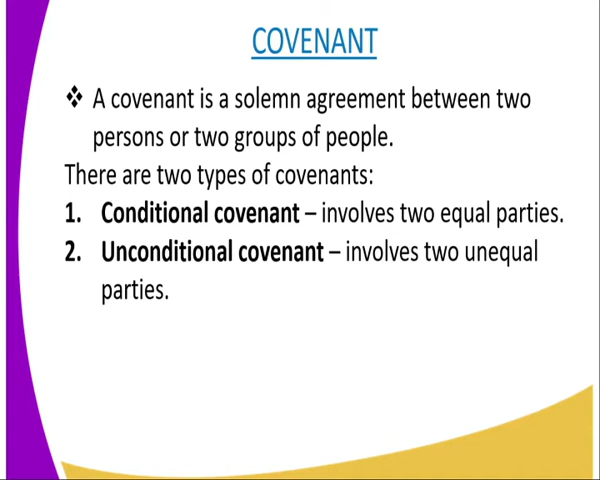 COVENANT
❖ A covenant is a solemn agreement between two
persons or two groups of people.
There are two types of covenants:
1. Conditional covenant – involves two equal parties.
2. Unconditional covenant – involves two unequal
parties.